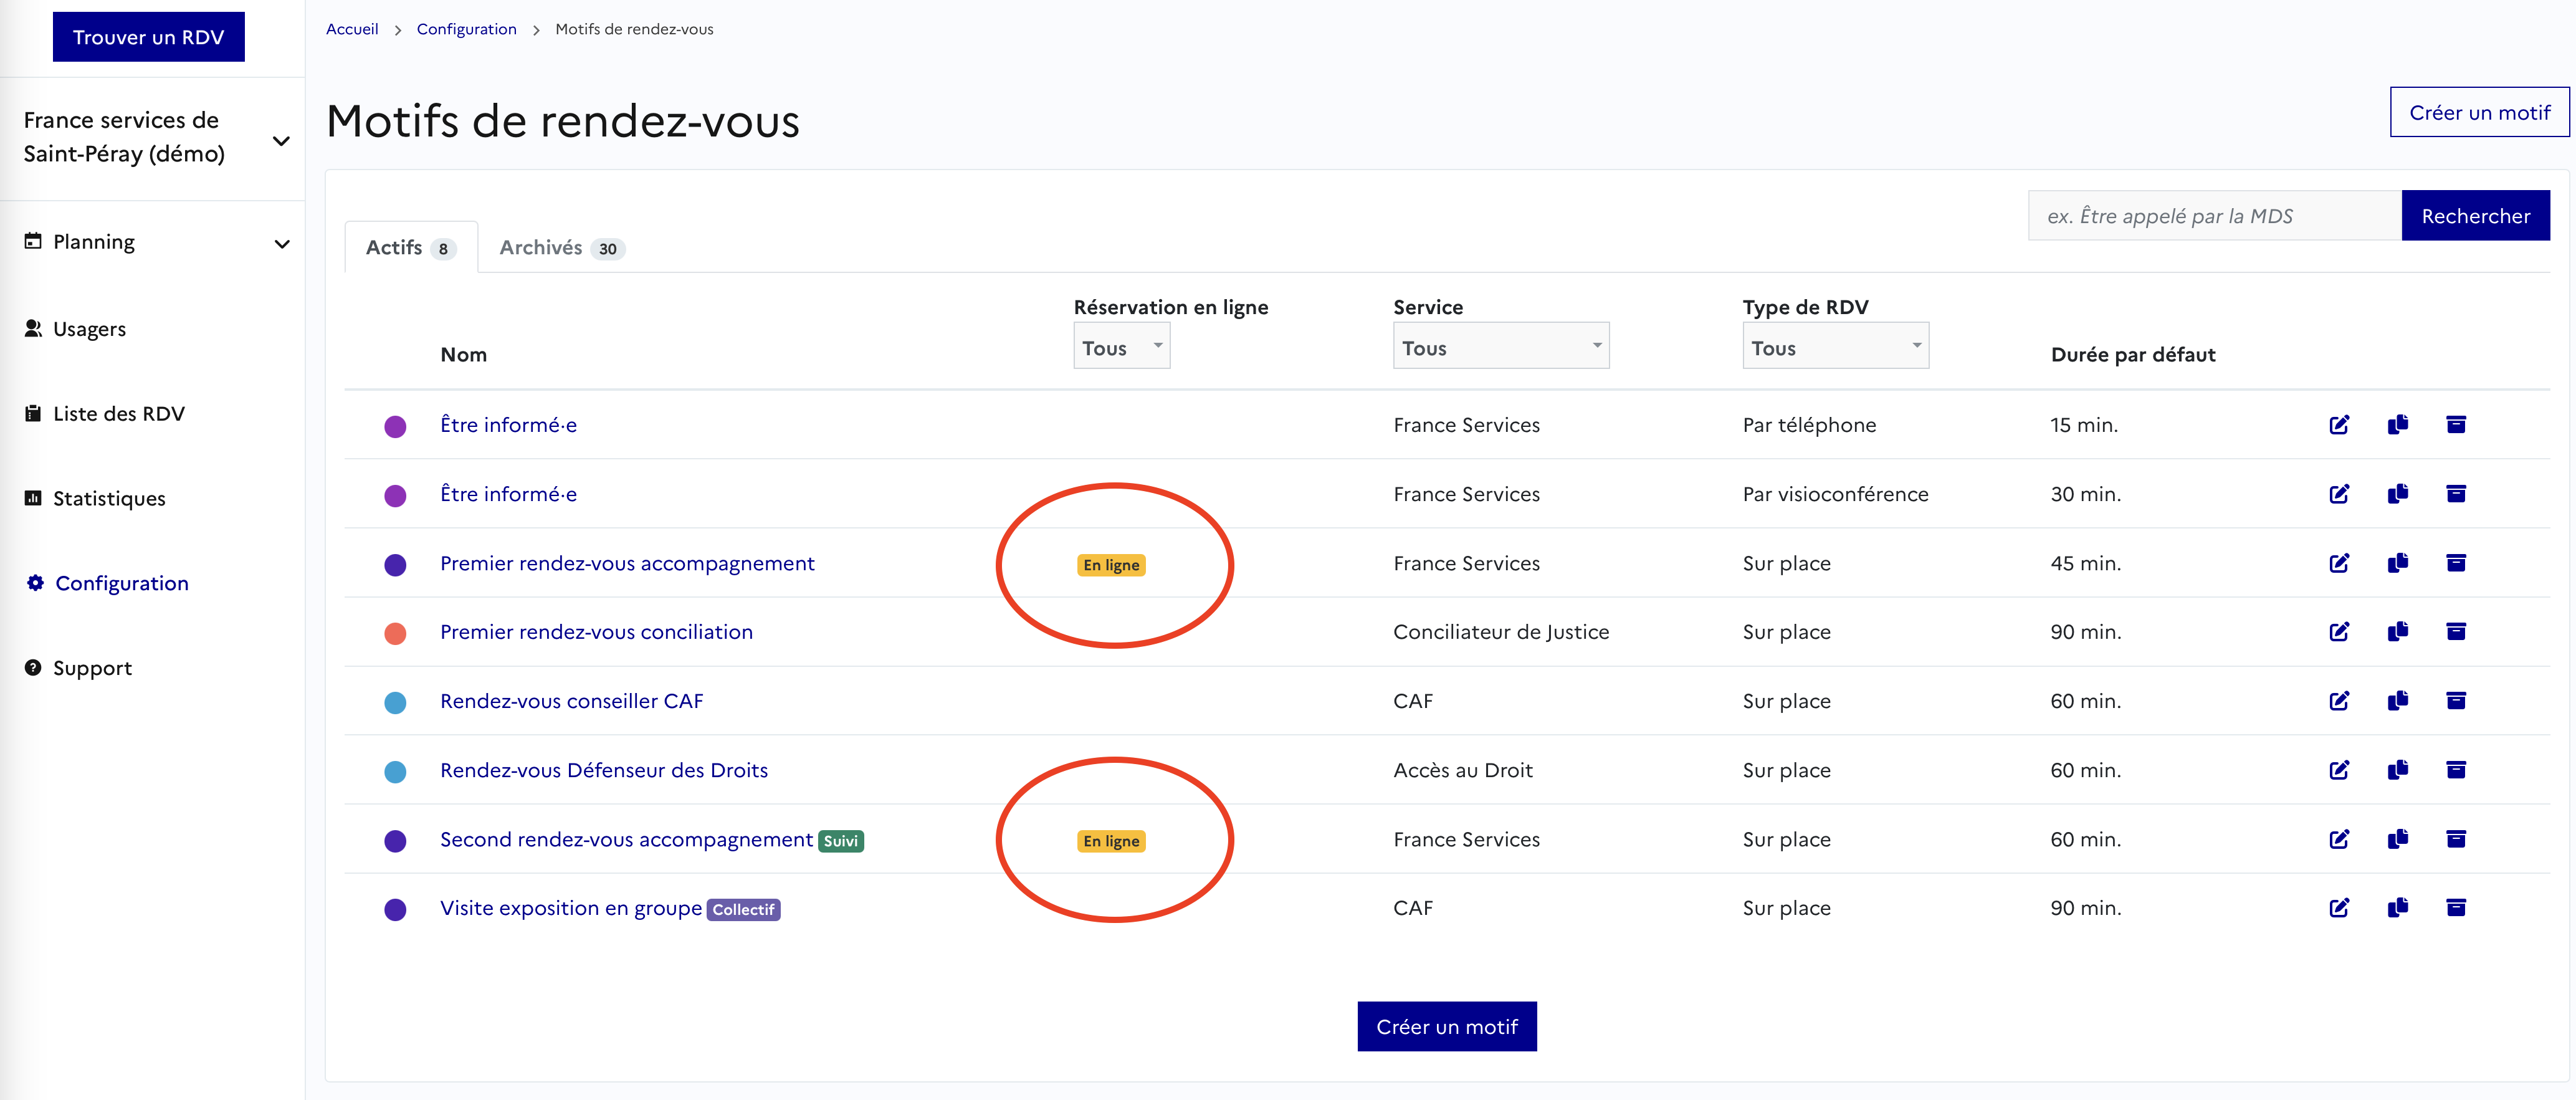 Trouver un RDV
France services de
Saint-Péray (démo)
Planning
Usagers
Liste des RDV
Statistiques
Configuration
Support
Accueil > Configuration > Motifs de rendez-vous
Motifs de rendez-vous
Créer un motif
ex. Être appelé par la MDS Rechercher
Actifs 8 Archivés 30
Nom Réservation en ligne Tous Service Tous Type de RDV Tous Durée par défaut
Être informé·e France Services Par téléphone 15 min.
Être informé·e France Services Par visioconférence 30 min.
Premier rendez-vous accompagnement En ligne France Services Sur place 45 min.
Premier rendez-vous conciliation Conciliateur de Justice Sur place 90 min.
Rendez-vous conseiller CAF CAF Sur place 60 min.
Rendez-vous Défenseur des Droits Accès au Droit Sur place 60 min.
Second rendez-vous accompagnement Suivi En ligne France Services Sur place 60 min.
Visite exposition en groupe Collectif CAF Sur place 90 min.
Créer un motif